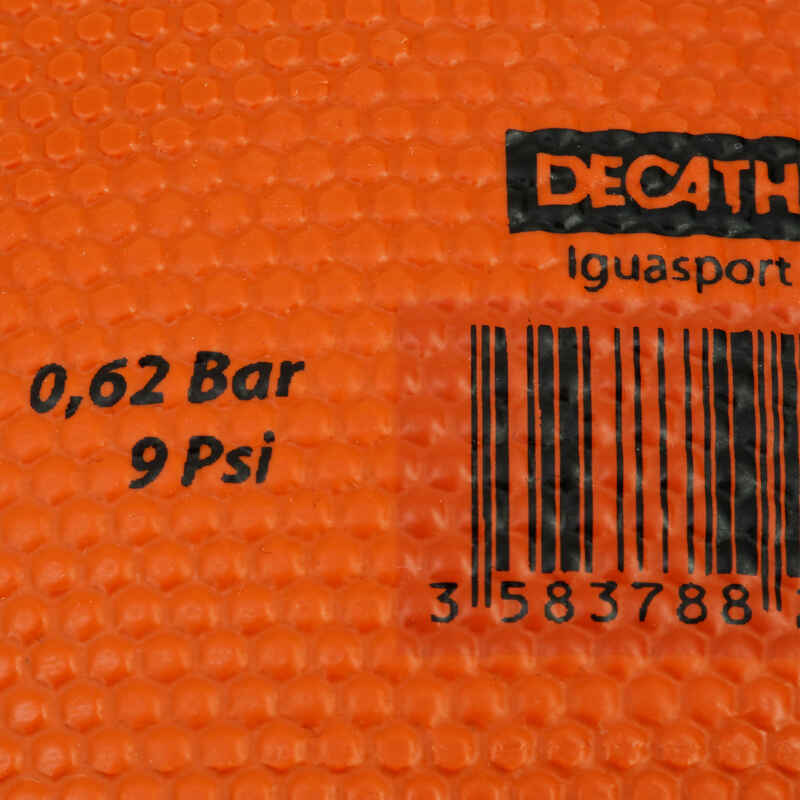 DECATH
Iguasport
0,62 Bar
9 Psi
3 583788